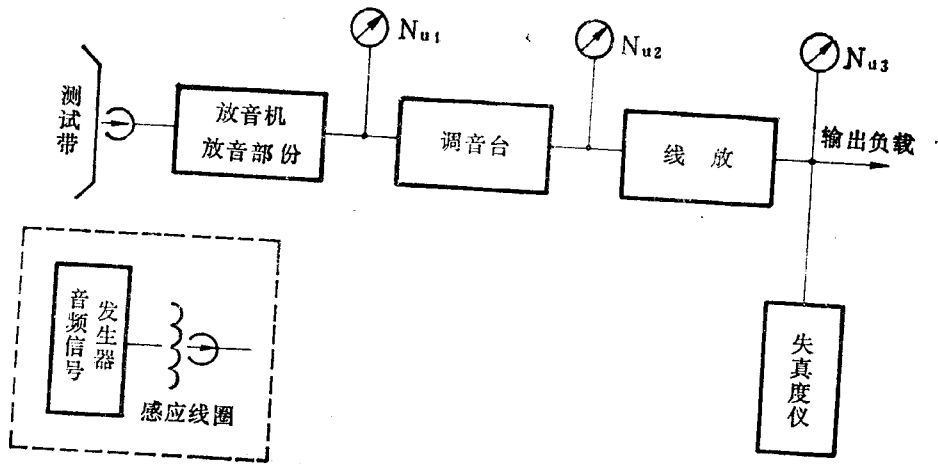 测试带
放音机
放音部份
Nu1
调音台
Nu2
线放
Nu3
输出负载
音频信号
发生器
感应线圈
失真度仪